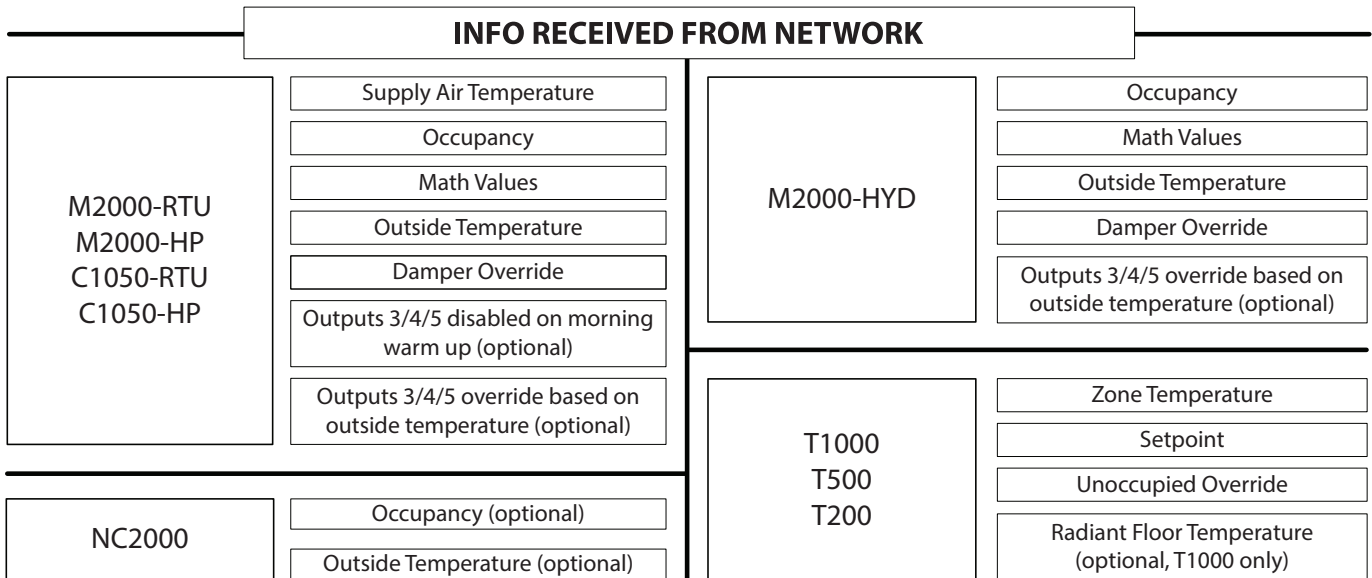 INFO RECEIVED FROM NETWORK
M2000-RTU
M2000-HP
C1050-RTU
C1050-HP
Supply Air Temperature
Occupancy
Math Values
Outside Temperature
Damper Override
Outputs 3/4/5 disabled on morning
warm up (optional)
Outputs 3/4/5 override based on
outside temperature (optional)
NC2000
Occupancy (optional)
Outside Temperature (optional)
M2000-HYD
Occupancy
Math Values
Outside Temperature
Damper Override
Outputs 3/4/5 override based on
outside temperature (optional)
T1000
T500
T200
Zone Temperature
Setpoint
Unoccupied Override
Radiant Floor Temperature
(optional, T1000 only)